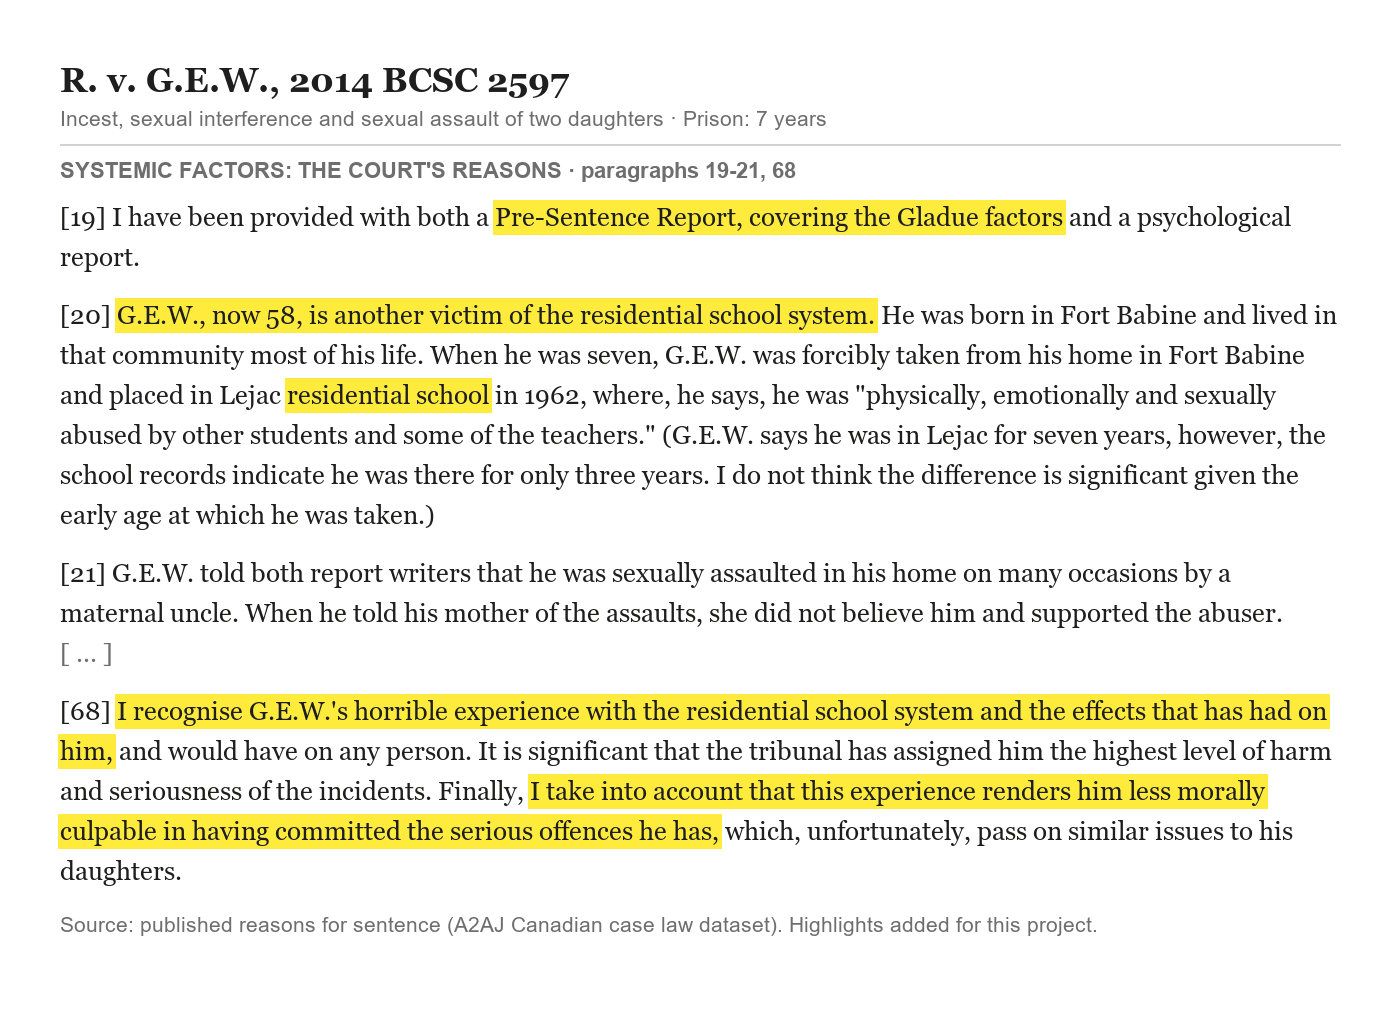 R. v. G.E.W., 2014 BCSC 2597
Incest, sexual interference and sexual assault of two daughters · Prison: 7 years
SYSTEMIC FACTORS: THE COURT'S REASONS · paragraphs 19-21, 68
[19] I have been provided with both a Pre-Sentence Report, covering the Gladue factors and a psychological
report.
[20] G.E.W., now 58, is another victim of the residential school system. He was born in Fort Babine and lived in
that community most of his life. When he was seven, G.E.W. was forcibly taken from his home in Fort Babine
and placed in Lejac residential school in 1962, where, he says, he was "physically, emotionally and sexually
abused by other students and some of the teachers." (G.E.W. says he was in Lejac for seven years, however, the
school records indicate he was there for only three years. I do not think the difference is significant given the
early age at which he was taken.)
[21] G.E.W. told both report writers that he was sexually assaulted in his home on many occasions by a
maternal uncle. When he told his mother of the assaults, she did not believe him and supported the abuser.
[ ... ]
[68] I recognise G.E.W.'s horrible experience with the residential school system and the effects that has had on
him, and would have on any person. It is significant that the tribunal has assigned him the highest level of harm
and seriousness of the incidents. Finally, I take into account that this experience renders him less morally
culpable in having committed the serious offences he has, which, unfortunately, pass on similar issues to his
daughters.
Source: published reasons for sentence (A2AJ Canadian case law dataset). Highlights added for this project.